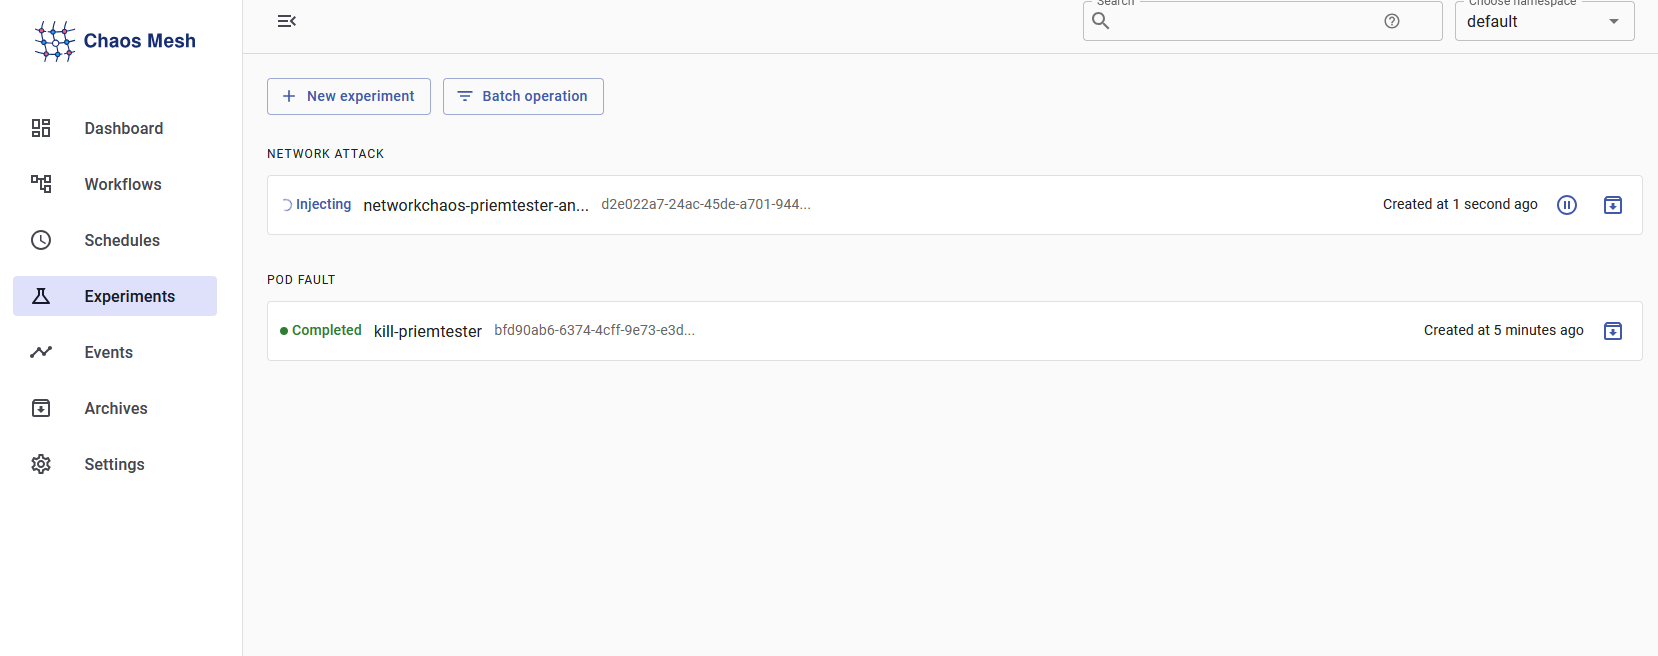 Chaos Mesh
Search
Choose namespace
default
Dashboard
Workflows
Schedules
Experiments
Events
Archives
Settings
New experiment
Batch operation
NETWORK ATTACK
Injecting networkchaos-priemtester-an... d2e022a7-24ac-45de-a701-944... Created at 1 second ago
POD FAULT
Completed kill-priemtester bfd90ab6-6374-4cff-9e73-e3d... Created at 5 minutes ago